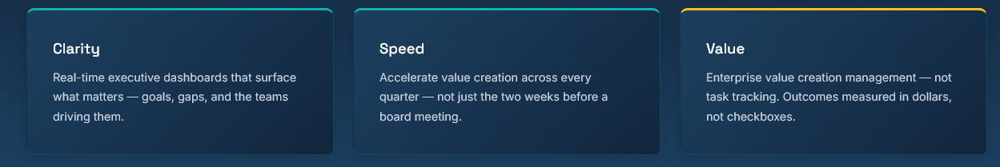 Clarity
Real-time executive dashboards that surface
what matters — goals, gaps, and the teams
driving them.
Speed
Accelerate value creation across every
quarter — not just the two weeks before a
board meeting.
Value
Enterprise value creation management — not
task tracking. Outcomes measured in dollars,
not checkboxes.